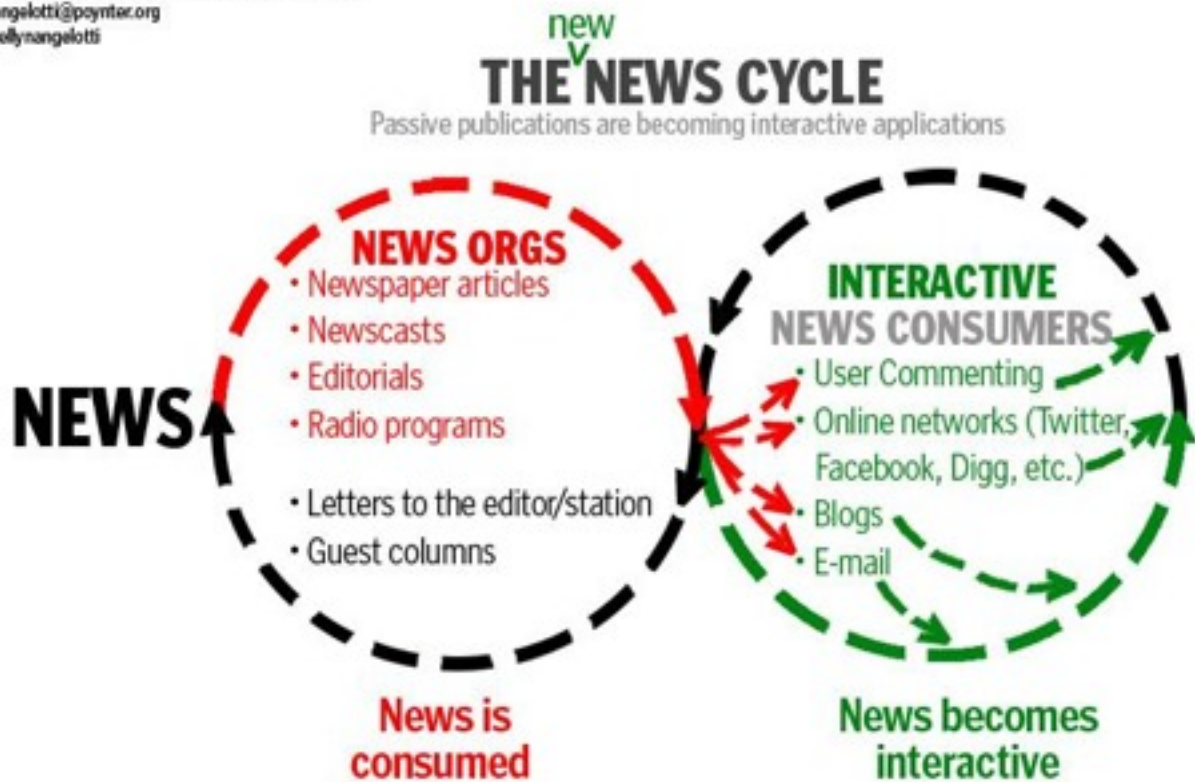 ngelotti@poynter.org
ellynangelotti
new
THE NEWS CYCLE
Passive publications are becoming interactive applications
NEWS
NEWS ORGS
• Newspaper articles
• Newscasts
• Editorials
• Radio programs
• Letters to the editor/station
• Guest columns
News is
consumed
INTERACTIVE
NEWS CONSUMERS
• User Commenting
• Online networks (Twitter,
Facebook, Digg, etc.)
• Blogs
• E-mail
News becomes
interactive